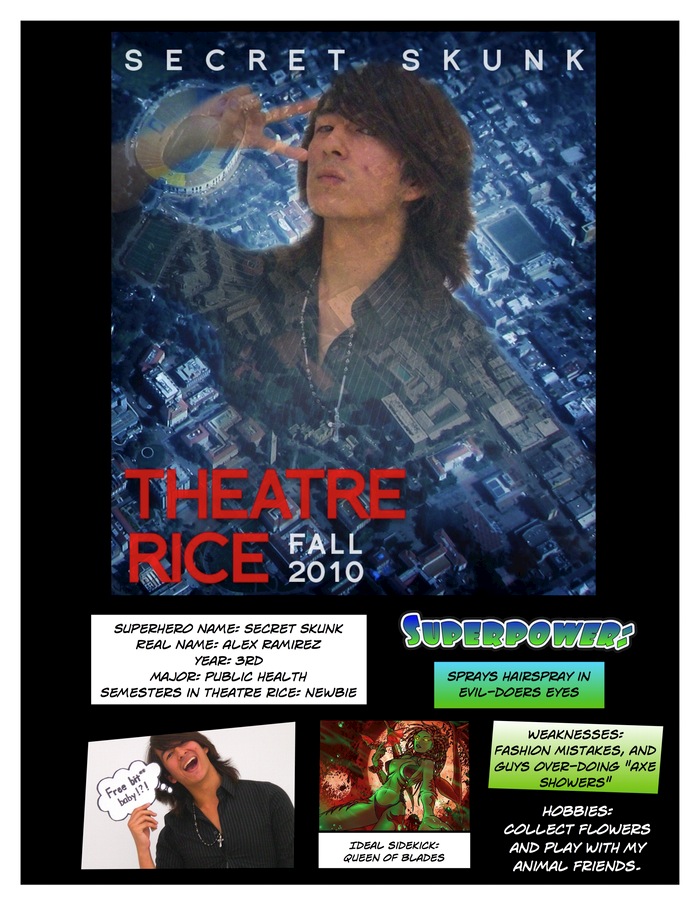 SECRET SKUNK
THEATRE
RICE FALL
2010
SUPERHERO NAME: SECRET SKUNK
REAL NAME: ALEX RAMIREZ
YEAR: 3RD
MAJOR: PUBLIC HEALTH
SEMESTERS IN THEATRE RICE: NEWBIE
SUPERPOWER:
SPRAYS HAIRSPRAY IN
EVIL-DOERS EYES
Free
baby!?!
IDEAL SIDEKICK:
QUEEN OF BLADES
WEAKNESSES:
FASHION MISTAKES, AND
GUYS OVER-DOING "AXE
SHOWERS"
HOBBIES:
COLLECT FLOWERS
AND PLAY WITH MY
ANIMAL FRIENDS.